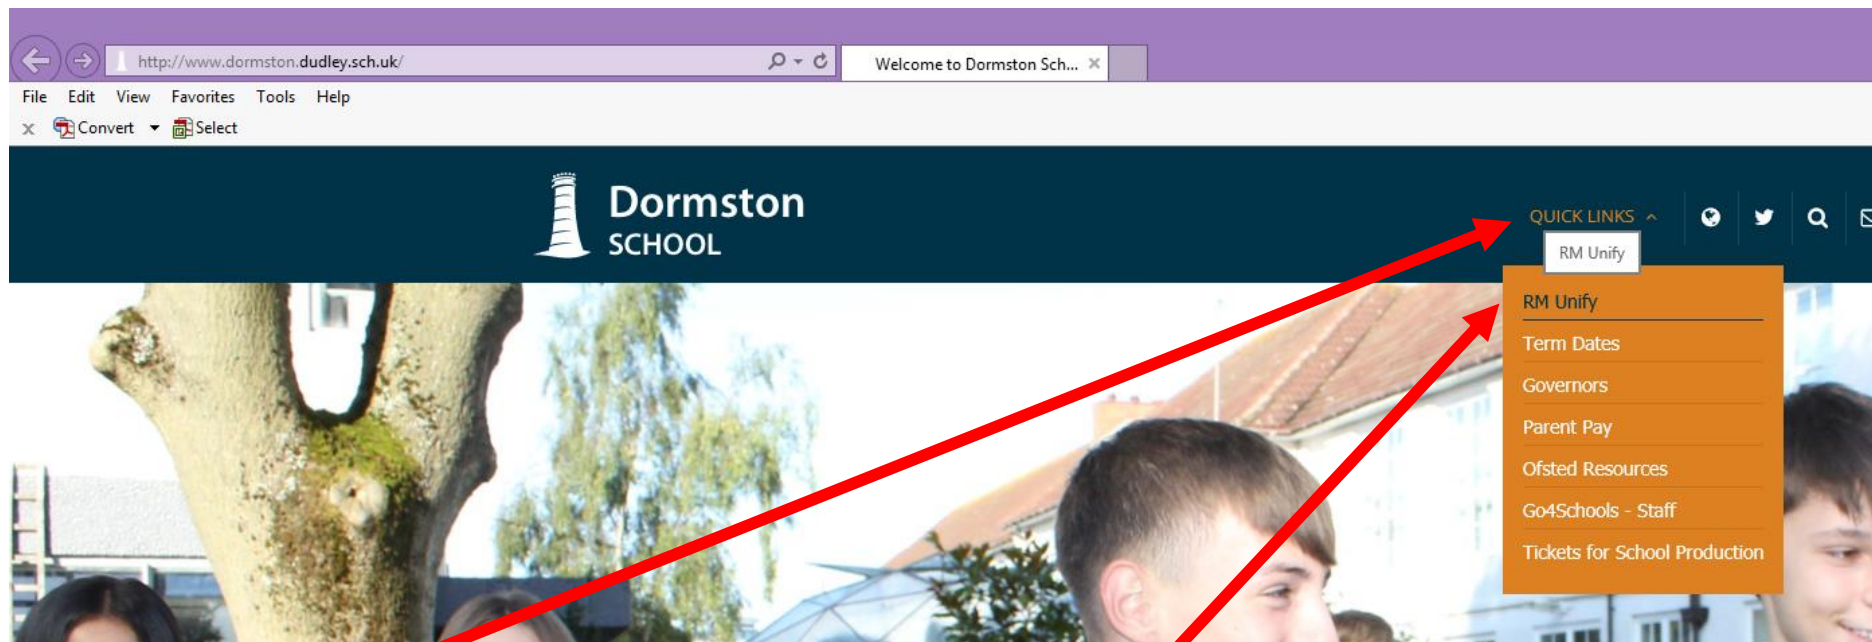 http://www.dormston.dudley.sch.uk/
Welcome to Dormston Sch...
File Edit View Favorites Tools Help
x Convert Select
Dormston
SCHOOL
QUICK LINKS
RM Unify
RM Unify
Term Dates
Governors
Parent Pay
Ofsted Resources
Go4Schools - Staff
Tickets for School Production